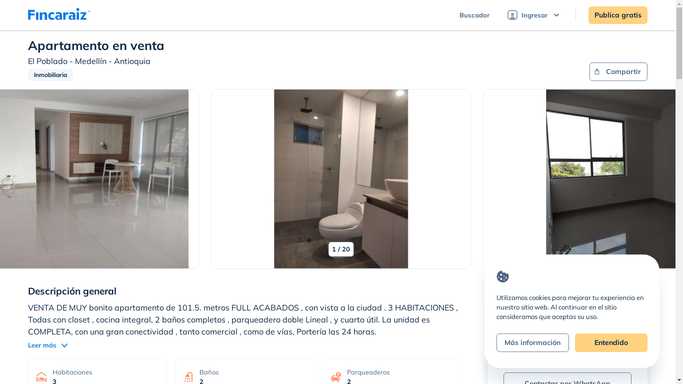 Fincaraiz
Buscador
Ingresar
Publica gratis
Apartamento en venta
El Poblado - Medellín - Antioquia
Inmobiliaria
Compartir
1 / 20
Descripción general
VENTA DE MUY bonito apartamento de 101.5. metros FULL ACABADOS , con vista a la ciudad . 3 HABITACIONES ,
Todas con closet , cocina integral, 2 baños completos , parqueadero doble Lineal , y cuarto útil. La unidad es
COMPLETA, con una gran conectividad , tanto comercial , como de vías, Portería las 24 horas.
Leer más
Habitaciones
3
Baños
2
Parqueaderos
2
Utilizamos cookies para mejorar tu experiencia en
nuestro sitio web. Al continuar en el sitio
consideramos que aceptas su uso.
Más información
Entendido
Contactar por WhatsApp